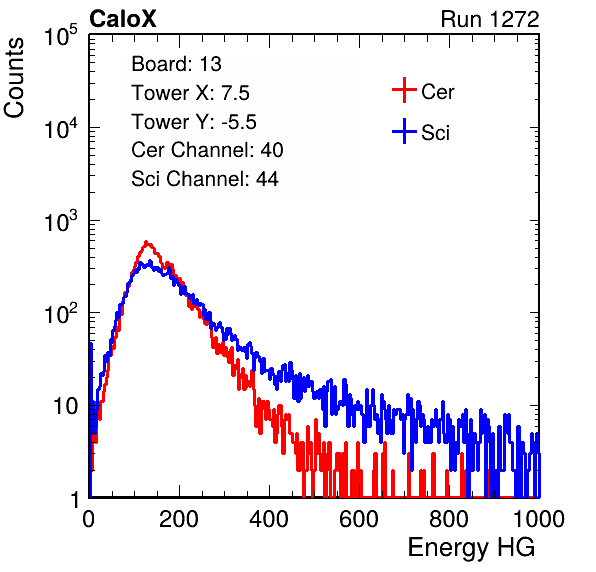 CaloX Run 1272
Counts
Board: 13
Tower X: 7.5
Tower Y: -5.5
Cer Channel: 40
Sci Channel: 44
Cer
Sci
10^5
10^4
10^3
10^2
10
1
0 200 400 600 800 1000
Energy HG